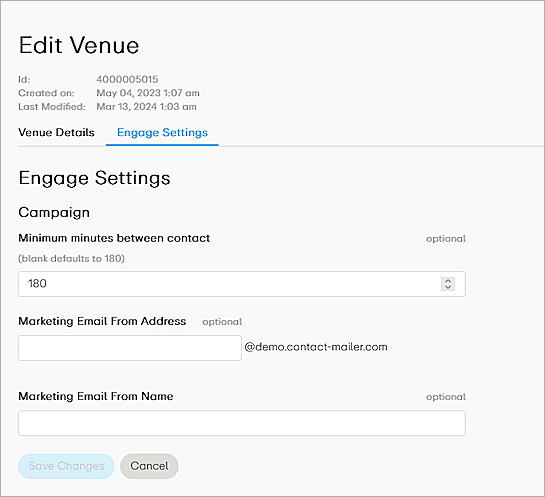 Edit Venue
Id: 4000005015
Created on: May 04, 2023 1:07 am
Last Modified: Mar 13, 2024 1:03 am
Venue Details Engage Settings
Engage Settings
Campaign
Minimum minutes between contact optional
(blank defaults to 180)
180
Marketing Email From Address optional
@demo.contact-mailer.com
Marketing Email From Name optional
Save Changes Cancel